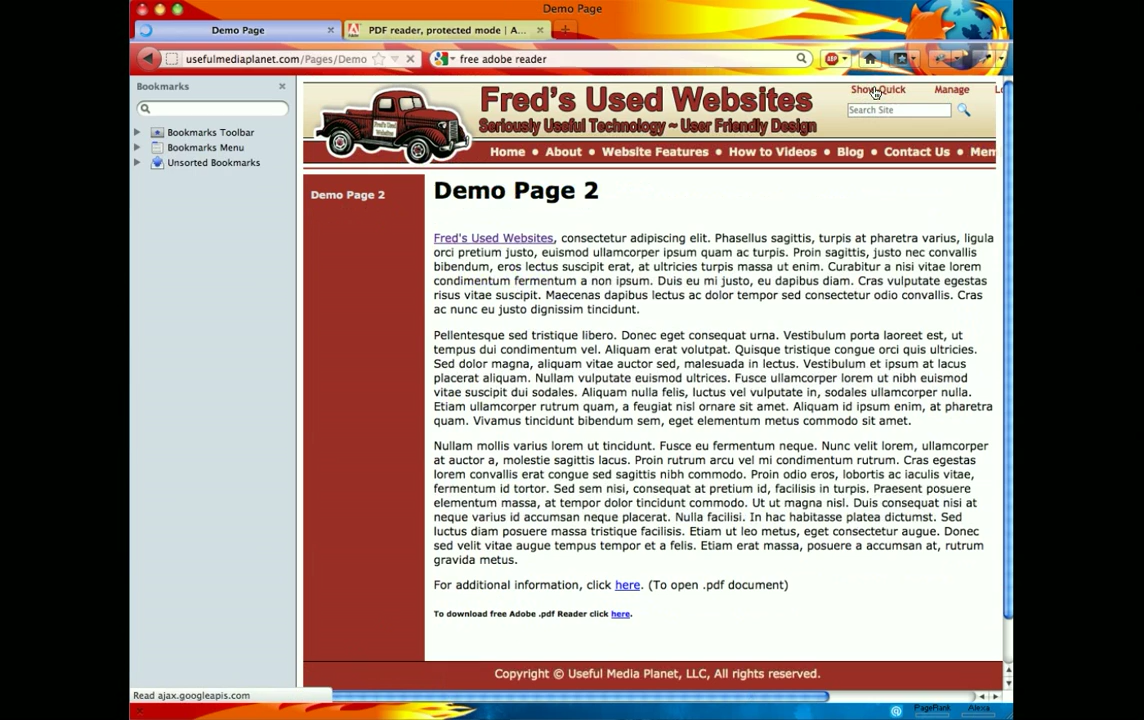 Demo Page
Demo Page
PDF reader, protected mode | A...
usefulmediaplanet.com/Pages/Demo
free adobe reader
ABP
Bookmarks
Bookmarks Toolbar
Bookmarks Menu
Unsorted Bookmarks
Fred's Used Websites
Seriously Useful Technology ~ User Friendly Design
Show Quick
Manage
Lo
Search Site
Home • About • Website Features • How to Videos • Blog • Contact Us • Mem
Demo Page 2
Demo Page 2
Fred's Used Websites, consectetur adipiscing elit. Phasellus sagittis, turpis at pharetra varius, ligula
orci pretium justo, euismod ullamcorper ipsum quam ac turpis. Proin sagittis, justo nec convallis
bibendum, eros lectus suscipit erat, at ultricies turpis massa ut enim. Curabitur a nisi vitae lorem
condimentum fermentum a non ipsum. Duis eu mi justo, eu dapibus diam. Cras vulputate egestas
risus vitae suscipit. Maecenas dapibus lectus ac dolor tempor sed consectetur odio convallis. Cras
ac nunc eu justo dignissim tincidunt.
Pellentesque sed tristique libero. Donec eget consequat urna. Vestibulum porta laoreet est, ut
tempus dui condimentum vel. Aliquam erat volutpat. Quisque tristique congue orci quis ultricies.
Sed dolor magna, aliquam vitae auctor sed, malesuada in lectus. Vestibulum et ipsum at lacus
placerat aliquam. Nullam vulputate euismod ultrices. Fusce ullamcorper lorem ut nibh euismod
vitae suscipit dui sodales. Aliquam nulla felis, luctus vel vulputate in, sodales ullamcorper nulla.
Etiam ullamcorper rutrum quam, a feugiat nisl ornare sit amet. Aliquam id ipsum enim, at pharetra
quam. Vivamus tincidunt bibendum sem, eget elementum metus commodo sit amet.
Nullam mollis varius lorem ut tincidunt. Fusce eu fermentum neque. Nunc velit lorem, ullamcorper
at auctor a, molestie sagittis lacus. Proin rutrum arcu vel mi condimentum rutrum. Cras egestas
lorem convallis erat congue sed sagittis nibh commodo. Proin odio eros, lobortis ac iaculis vitae,
fermentum id tortor. Sed sem nisi, consequat at pretium id, facilisis in turpis. Praesent posuere
elementum massa, at tempor dolor tincidunt commodo. Ut ut magna nisl. Duis consequat nisi at
neque varius id accumsan neque placerat. Nulla facilisi. In hac habitasse platea dictumst. Sed
luctus diam posuere massa tristique facilisis. Etiam ut leo metus, eget consectetur augue. Donec
sed velit vitae augue tempus tempor et a felis. Etiam erat massa, posuere a accumsan at, rutrum
gravida metus.
For additional information, click here. (To open .pdf document)
To download free Adobe .pdf Reader click here.
Copyright © Useful Media Planet, LLC, All rights reserved.
Read ajax.googleapis.com
PageRank
Alexa